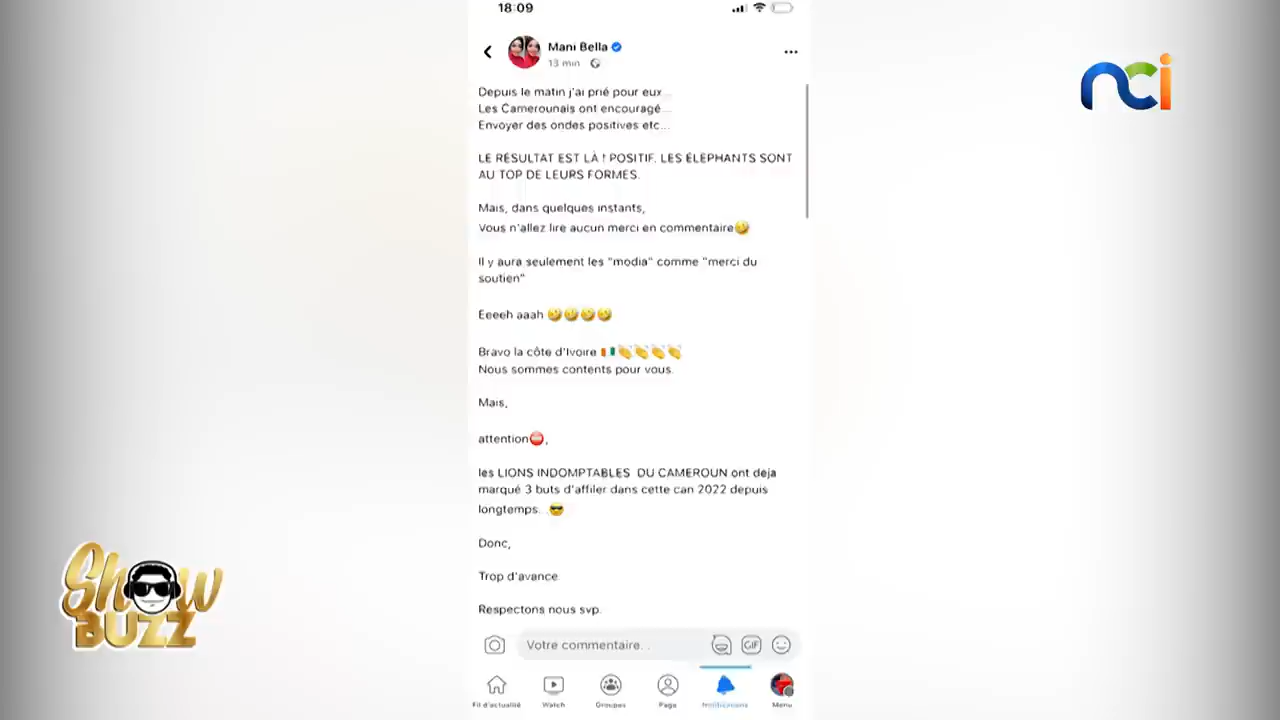 18:09
nci
Mani Bella
13 min
Depuis le matin j'ai prié pour eux...
Les Camerounais ont encouragé...
Envoyer des ondes positives etc...
LE RÉSULTAT EST LÀ ! POSITIF. LES ÉLÉPHANTS SONT
AU TOP DE LEURS FORMES.
Mais, dans quelques instants,
Vous n'allez lire aucun merci en commentaire🤣
Il y aura seulement les "modia" comme "merci du
soutien"
Eeeeh aaah 🤣🤣🤣🤣
Bravo la côte d'Ivoire 🇨🇮👏👏👏👏
Nous sommes contents pour vous.
Mais,
attention⛔,
les LIONS INDOMPTABLES DU CAMEROUN ont deja
marqué 3 buts d'affiler dans cette can 2022 depuis
longtemps. .😎
Donc,
Trop d'avance.
Respectons nous svp.
Show
BUZZ
Votre commentaire. .
GIF
Fil d'actualité
Watch
Groupes
Page
Notifications
Menu